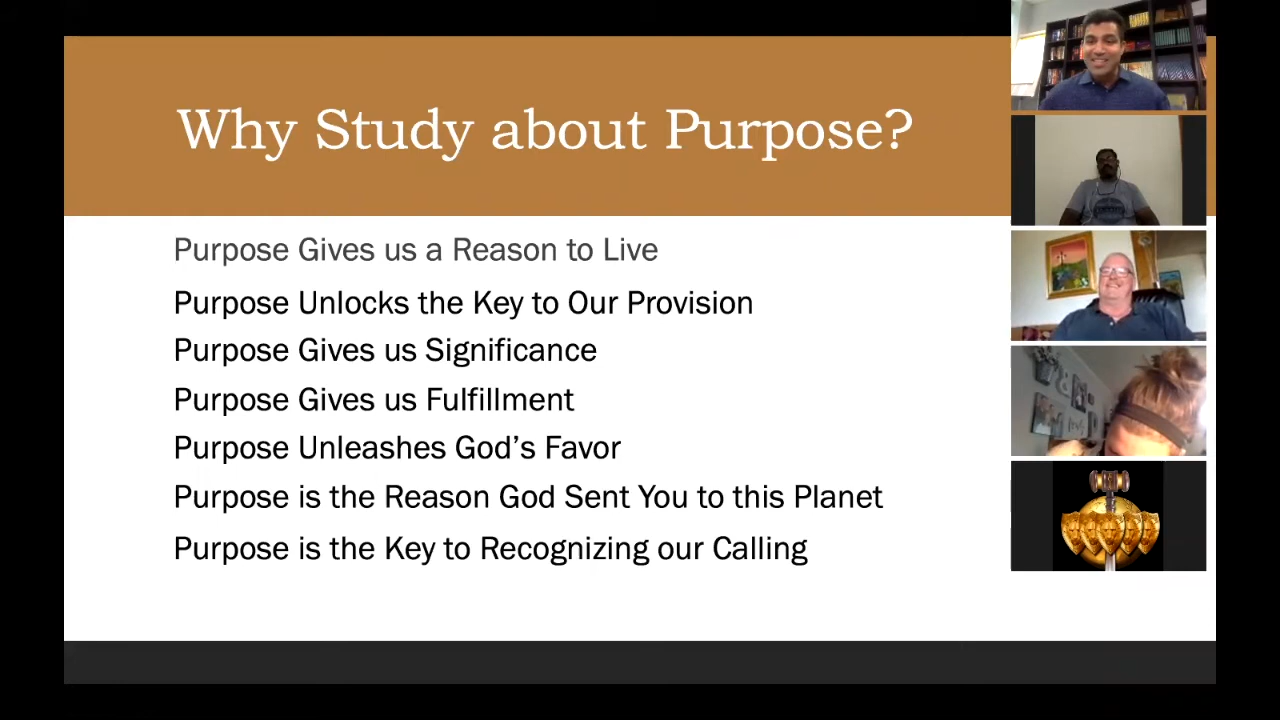 Why Study about Purpose?
Purpose Gives us a Reason to Live
Purpose Unlocks the Key to Our Provision
Purpose Gives us Significance
Purpose Gives us Fulfillment
Purpose Unleashes God’s Favor
Purpose is the Reason God Sent You to this Planet
Purpose is the Key to Recognizing our Calling